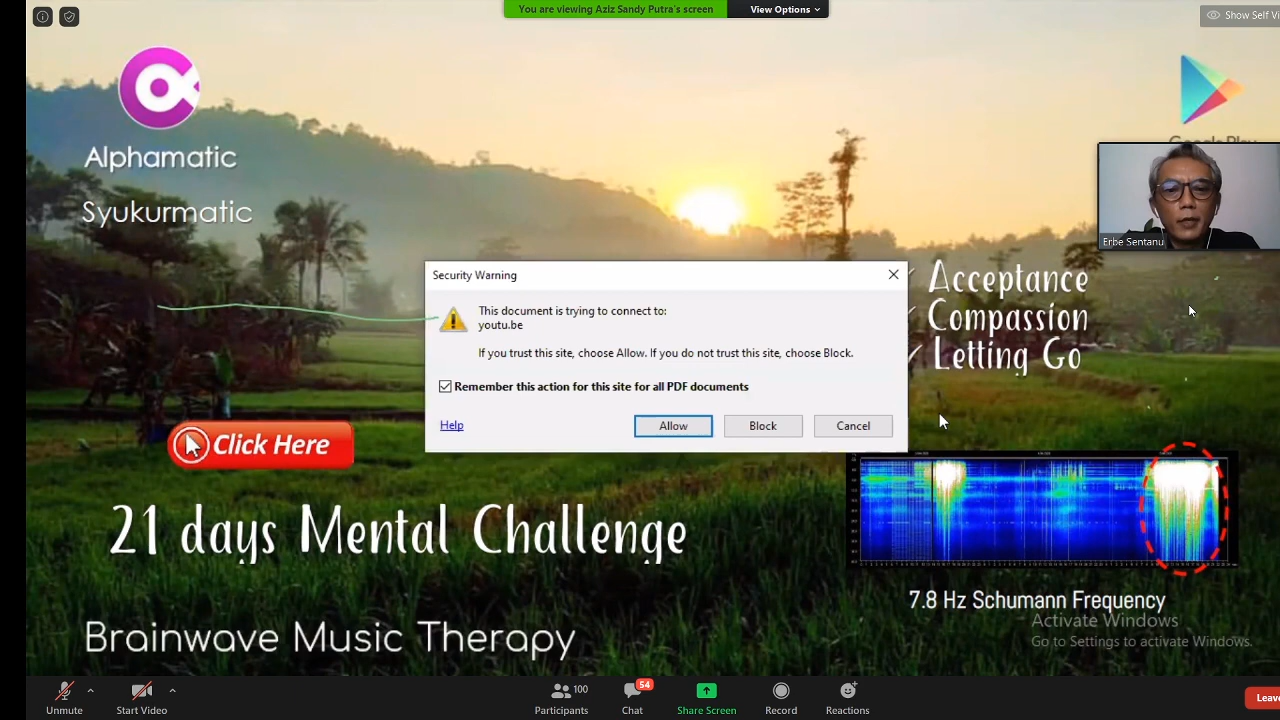 You are viewing Aziz Sandy Putra's screen
View Options
Show Self Vi
Alphamatic
Syukurmatic
Google Play
Erbe Sentanu
Security Warning
This document is trying to connect to:
youtu.be
If you trust this site, choose Allow. If you do not trust this site, choose Block.
Remember this action for this site for all PDF documents
Help
Allow
Block
Cancel
Acceptance
Compassion
Letting Go
Click Here
21 days Mental Challenge
7.8 Hz Schumann Frequency
Brainwave Music Therapy
Activate Windows
Go to Settings to activate Windows.
Unmute
Start Video
100
Participants
54
Chat
Share Screen
Record
Reactions
Leave